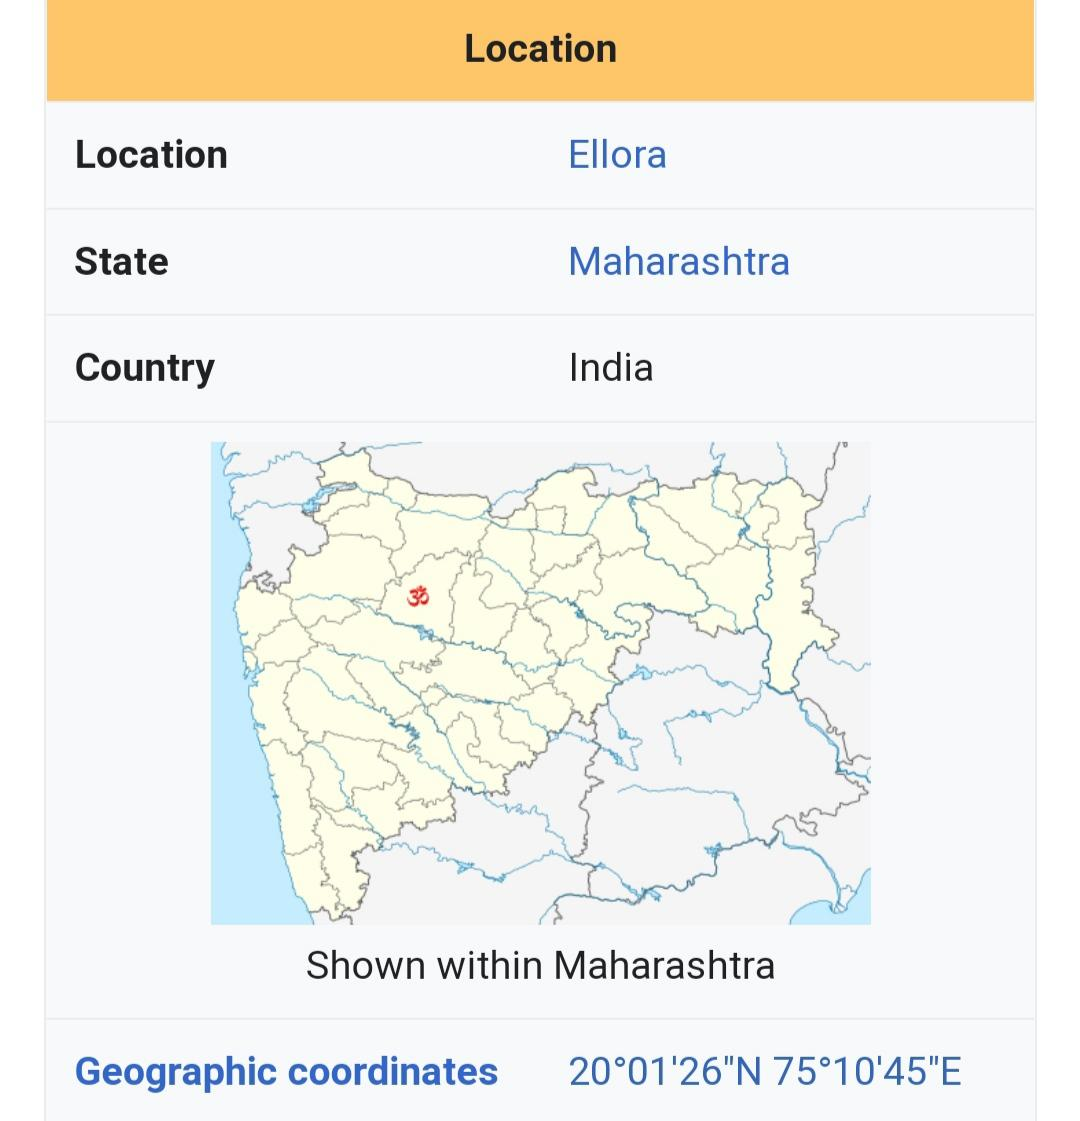 Location
Location Ellora
State Maharashtra
Country India
ॐ
Shown within Maharashtra
Geographic coordinates 20°01'26"N 75°10'45"E